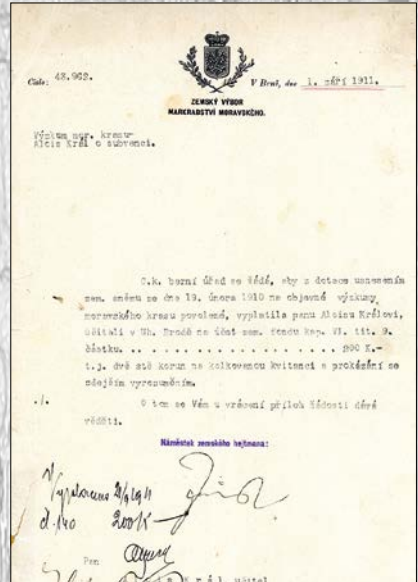 Číslo: 48.962.
V Brně, dne 1. září 1911.
ZEMSKÝ VÝBOR
MARKRABSTVÍ MORAVSKÉHO.
Výzkum mor. krasu-
Alois Král o subvenci.
C.k. berní úřad se žádá, aby z dotace usnesením
zem. sněmu ze dne 19. února 1910 na objevné výzkumy
moravského krasu povolené, vyplatila panu Aloisu Královi,
učiteli v Uh. Brodě na účet zem. fondu kap. VI. tit. 9
částku. . . . . . . . . . . . . . . . . . . 200 K.-
t.j. dvě stě korun na kolkovanou kvitanci a prokázání se
zdejším vyrozuměním.
./. O tom se Vám u vrácení příloh žádosti dává
věděti.
Náměstek zemského hejtmana:
Vyplaceno
200 K
Pan
Král, učitel